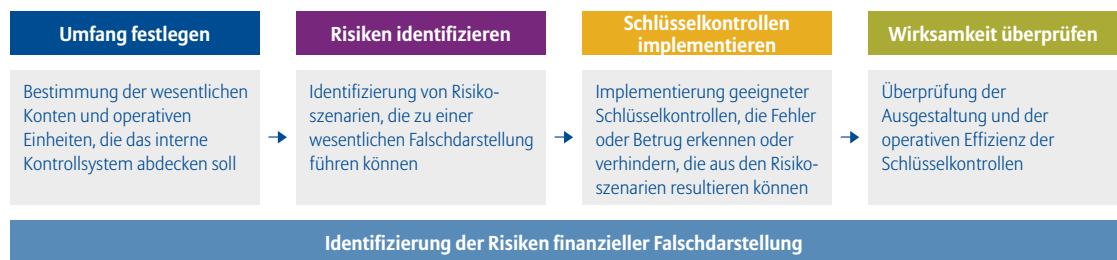 Umfang festlegen
Bestimmung der wesentlichen
Konten und operativen
Einheiten, die das interne
Kontrollsystem abdecken soll
Risiken identifizieren
Identifizierung von Risiko-
szenarien, die zu einer
wesentlichen Falschdarstellung
führen können
Schlüsselkontrollen
implementieren
Implementierung geeigneter
Schlüsselkontrollen, die Fehler
oder Betrug erkennen oder
verhindern, die aus den Risiko-
szenarien resultieren können
Wirksamkeit überprüfen
Überprüfung der
Ausgestaltung und der
operativen Effizienz der
Schlüsselkontrollen
Identifizierung der Risiken finanzieller Falschdarstellung